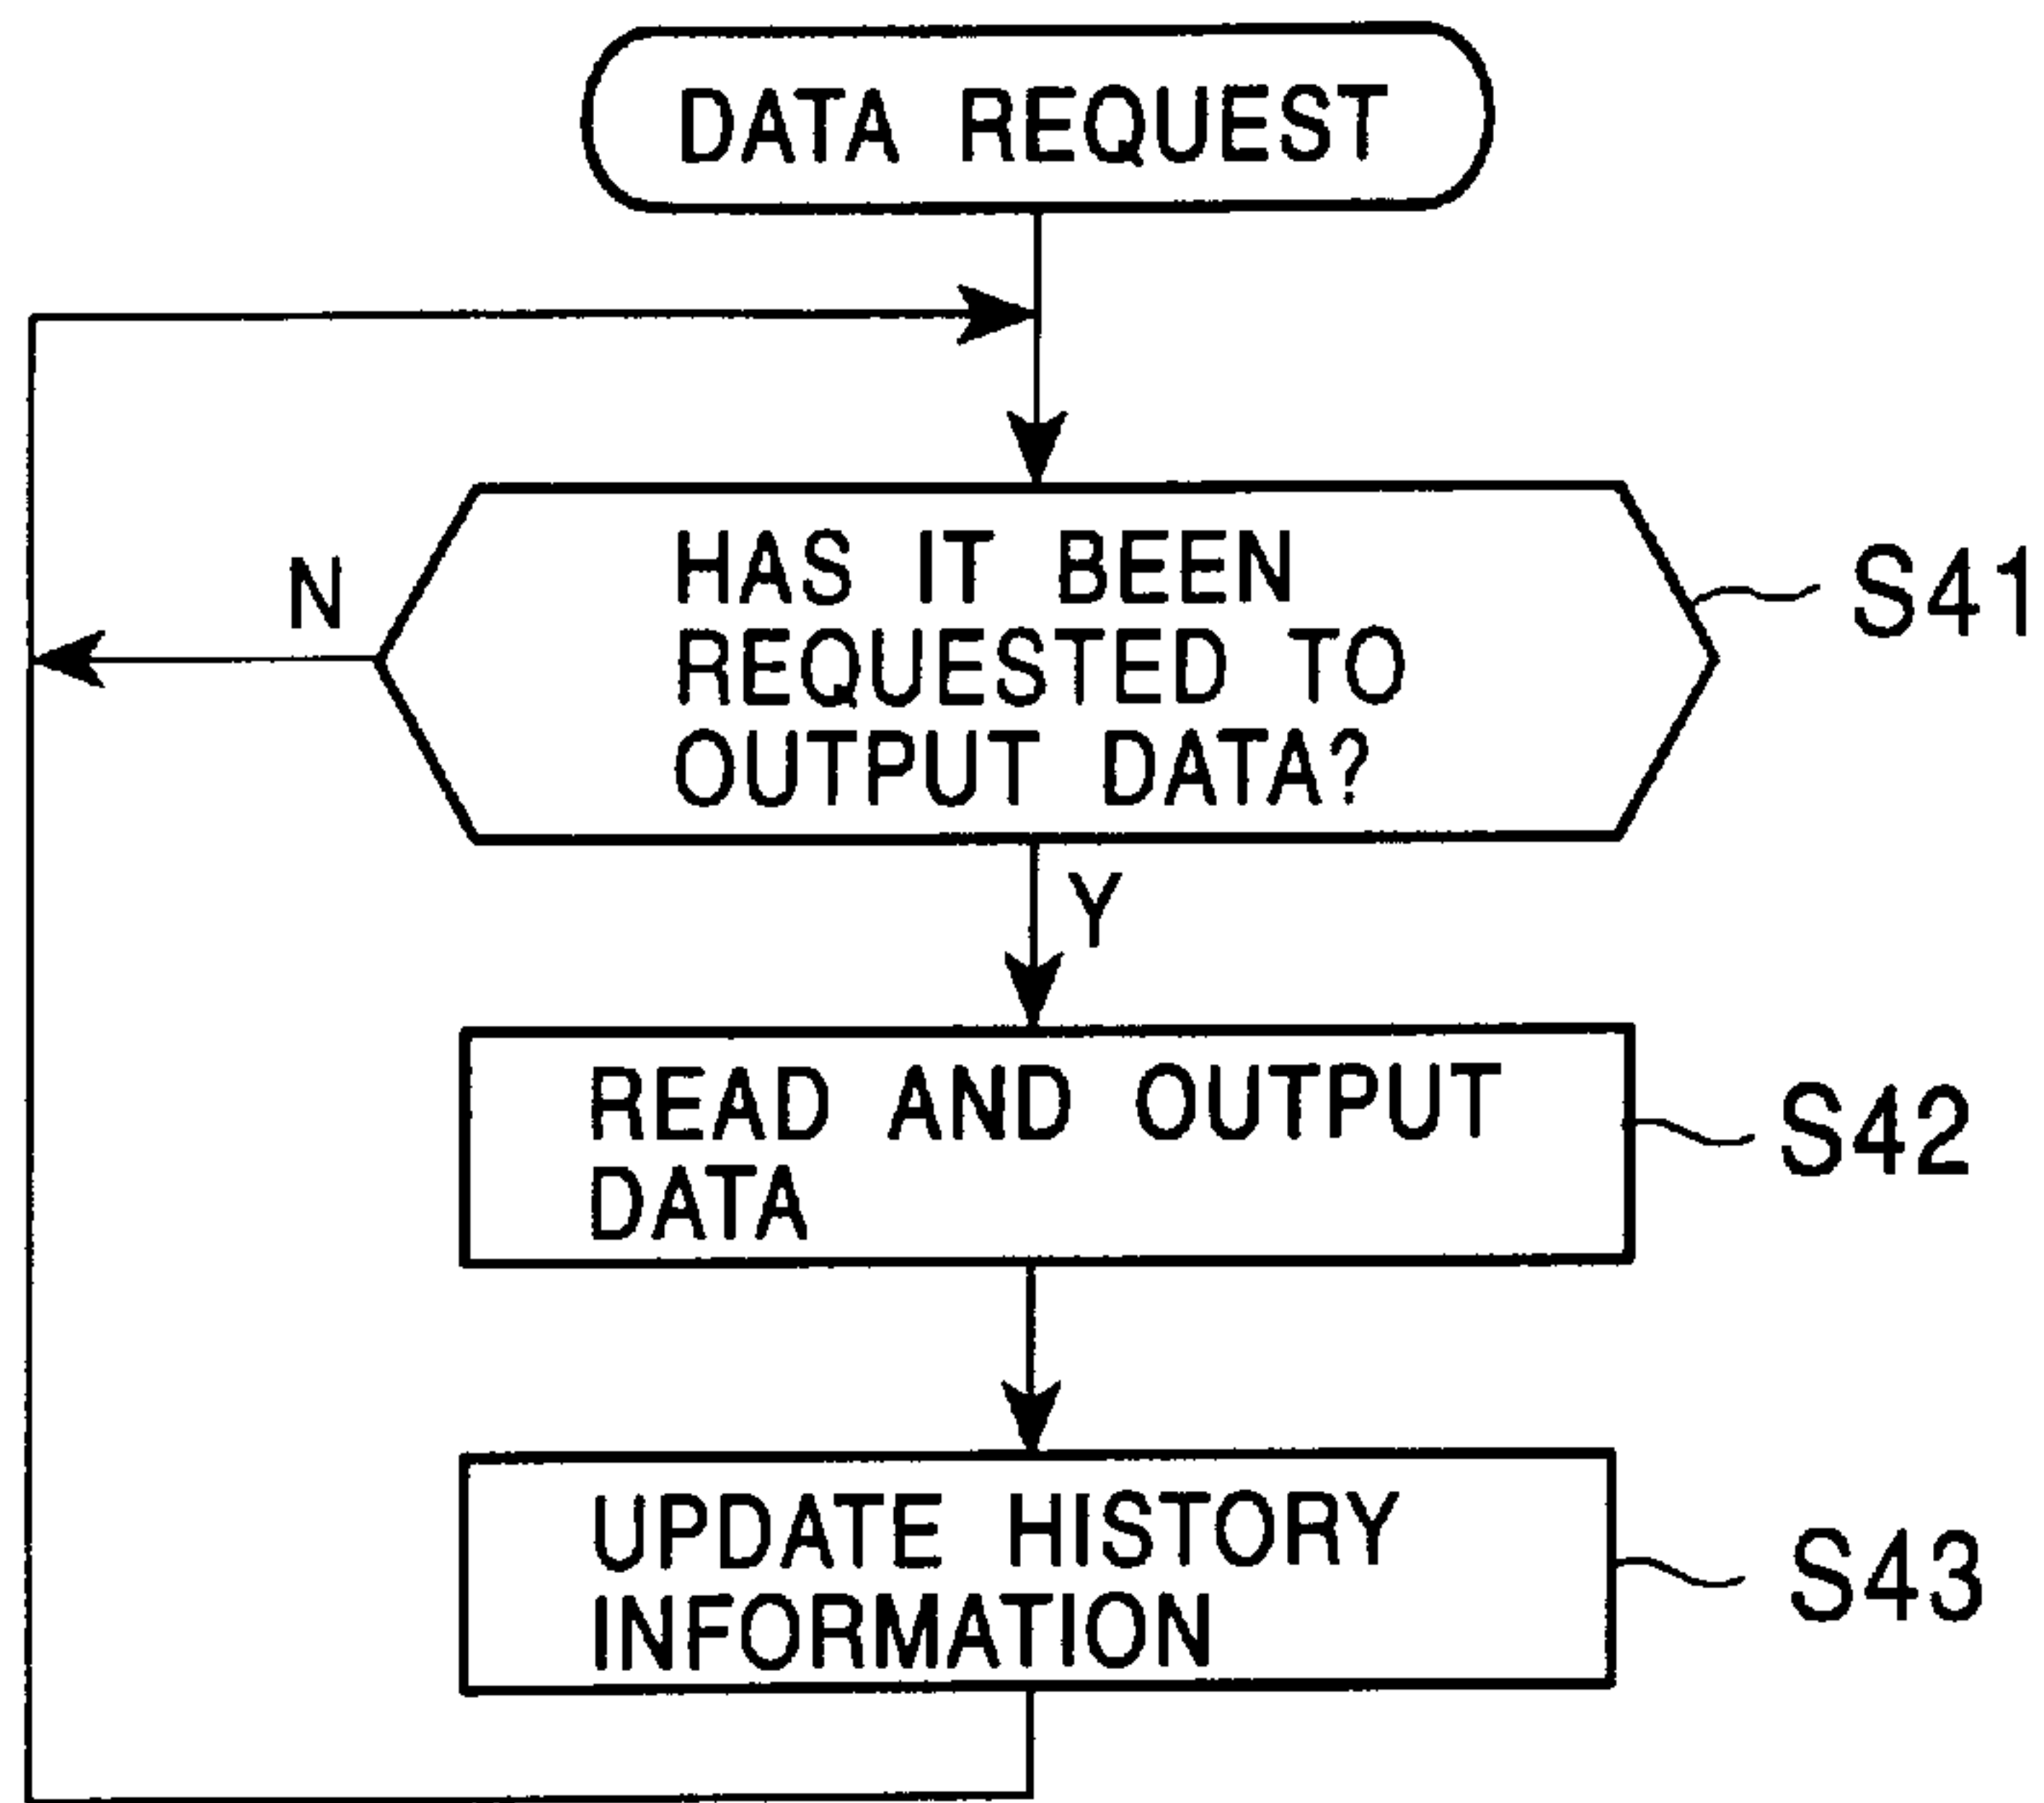 DATA REQUEST
HAS IT BEEN
REQUESTED TO
OUTPUT DATA?
S41
N
Y
READ AND OUTPUT
DATA
S42
UPDATE HISTORY
INFORMATION
S43